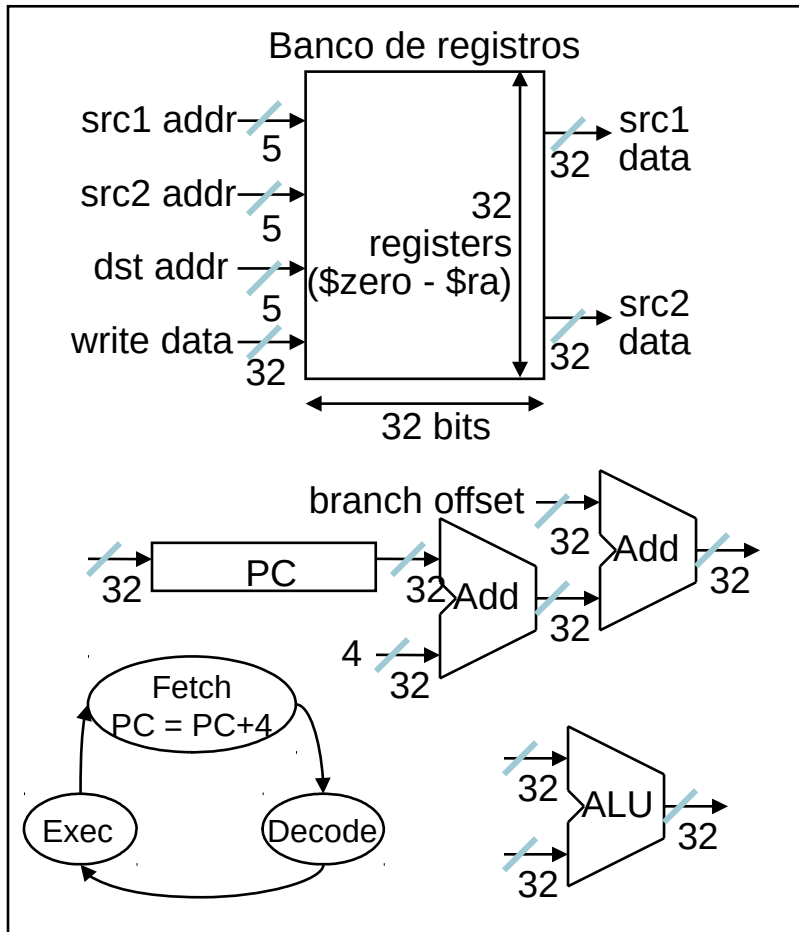 Banco de registros
src1 addr
5
src2 addr
5
dst addr
5
write data
32
32
registers
($zero - $ra)
src1
data
32
src2
data
32
32 bits
branch offset
32
Add
32
32
PC
32
Add
32
4
32
Fetch
PC = PC+4
Exec
Decode
32
ALU
32
32